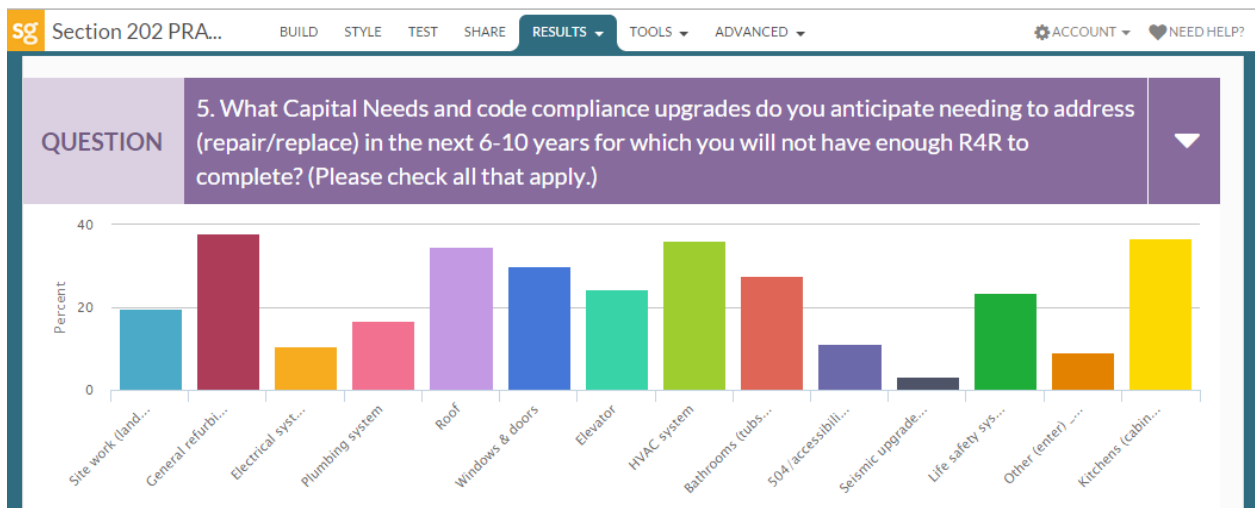 sg Section 202 PRA... BUILD STYLE TEST SHARE RESULTS TOOLS ADVANCED ACCOUNT NEED HELP?
QUESTION
5. What Capital Needs and code compliance upgrades do you anticipate needing to address
(repair/replace) in the next 6-10 years for which you will not have enough R4R to
complete? (Please check all that apply.)
Percent
40
20
0
Site work (land...
General refurbi...
Electrical syst...
Plumbing system
Roof
Windows & doors
Elevator
HVAC system
Bathrooms (tubs...
504/accessibili...
Seismic upgrade...
Life safety sys...
Other (enter) _...
Kitchens (cabin...